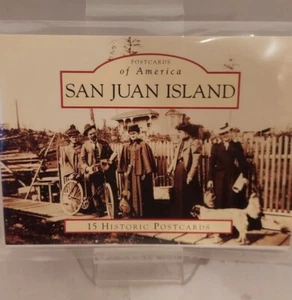 POSTCARDS
of America
SAN JUAN ISLAND
15 HISTORIC POSTCARDS